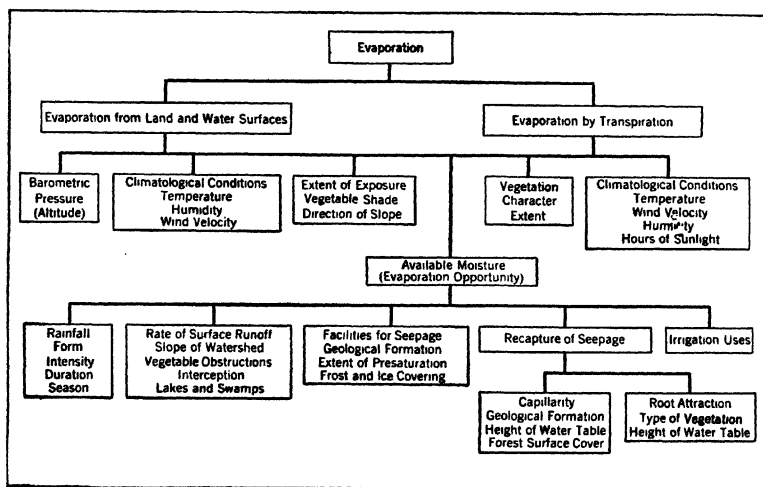 Evaporation
Evaporation from Land and Water Surfaces
Evaporation by Transpiration
Barometric
Pressure
(Altitude)
Climatological Conditions
Temperature
Humidity
Wind Velocity
Extent of Exposure
Vegetable Shade
Direction of Slope
Vegetation
Character
Extent
Climatological Conditions
Temperature
Wind Velocity
Humidity
Hours of Sunlight
Available Moisture
(Evaporation Opportunity)
Rainfall
Form
Intensity
Duration
Season
Rate of Surface Runoff
Slope of Watershed
Vegetable Obstructions
Interception
Lakes and Swamps
Facilities for Seepage
Geological Formation
Extent of Presaturation
Frost and Ice Covering
Recapture of Seepage
Irrigation Uses
Capillarity
Geological Formation
Height of Water Table
Forest Surface Cover
Root Attraction
Type of Vegetation
Height of Water Table